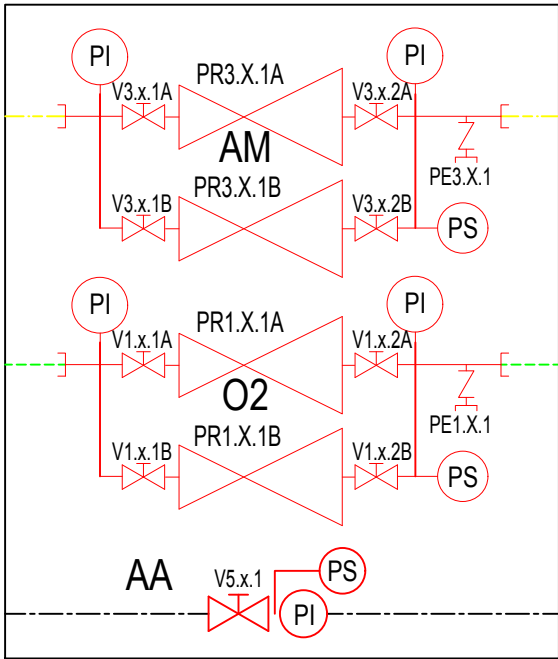 PI
PI
V3.x.1A
PR3.X.1A
V3.x.2A
AM
PE3.X.1
V3.x.1B
PR3.X.1B
V3.x.2B
PS
PI
PI
V1.x.1A
PR1.X.1A
V1.x.2A
O2
PE1.X.1
V1.x.1B
PR1.X.1B
V1.x.2B
PS
AA
V5.x.1
PS
PI